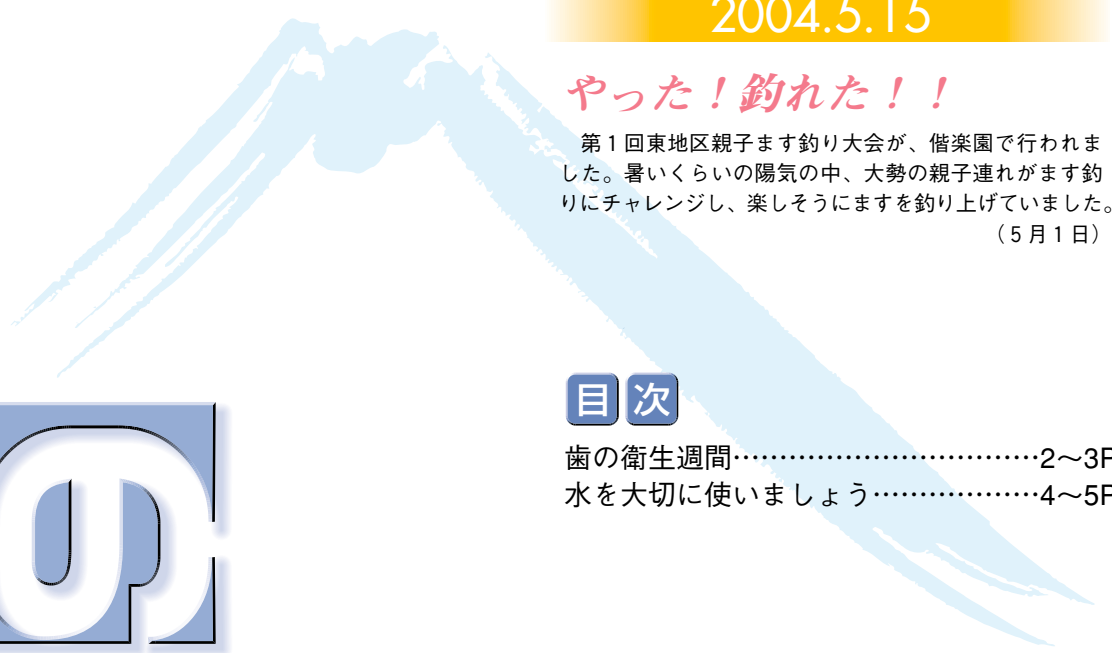 2004.5.15
やった！釣れた！！
第１回東地区親子ます釣り大会が、偕楽園で行われま
した。暑いくらいの陽気の中、大勢の親子連れがます釣
りにチャレンジし、楽しそうにますを釣り上げていました。
（５月１日）
目次
歯の衛生週間……………………………2～3P
水を大切に使いましょう………………4～5P